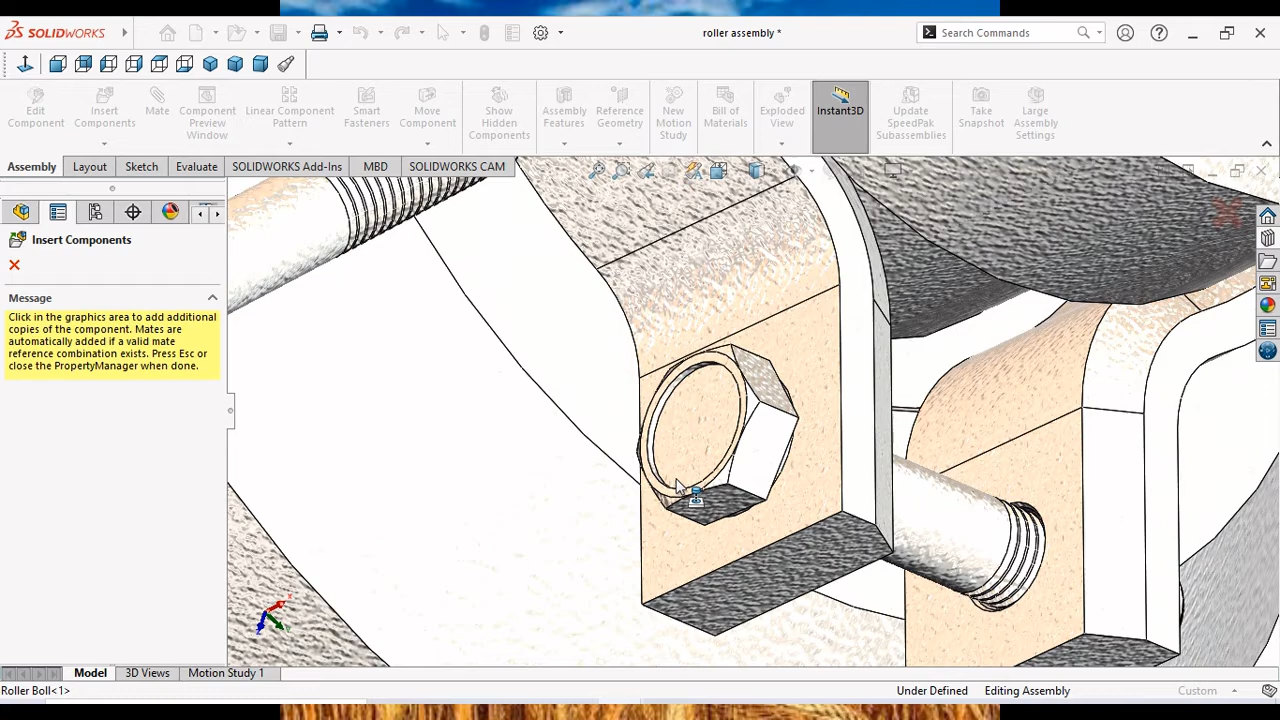 SOLIDWORKS
roller assembly *
Search Commands
Edit Component
Insert Components
Mate
Component Preview Window
Linear Component Pattern
Smart Fasteners
Move Component
Show Hidden Components
Assembly Features
Reference Geometry
New Motion Study
Bill of Materials
Exploded View
Instant3D
Update SpeedPak Subassemblies
Take Snapshot
Large Assembly Settings
Assembly
Layout
Sketch
Evaluate
SOLIDWORKS Add-Ins
MBD
SOLIDWORKS CAM
Insert Components
Message
Click in the graphics area to add additional
copies of the component. Mates are
automatically added if a valid mate
reference combination exists. Press Esc or
close the PropertyManager when done.
Model
3D Views
Motion Study 1
Roller Boll<1>
Under Defined
Editing Assembly
Custom